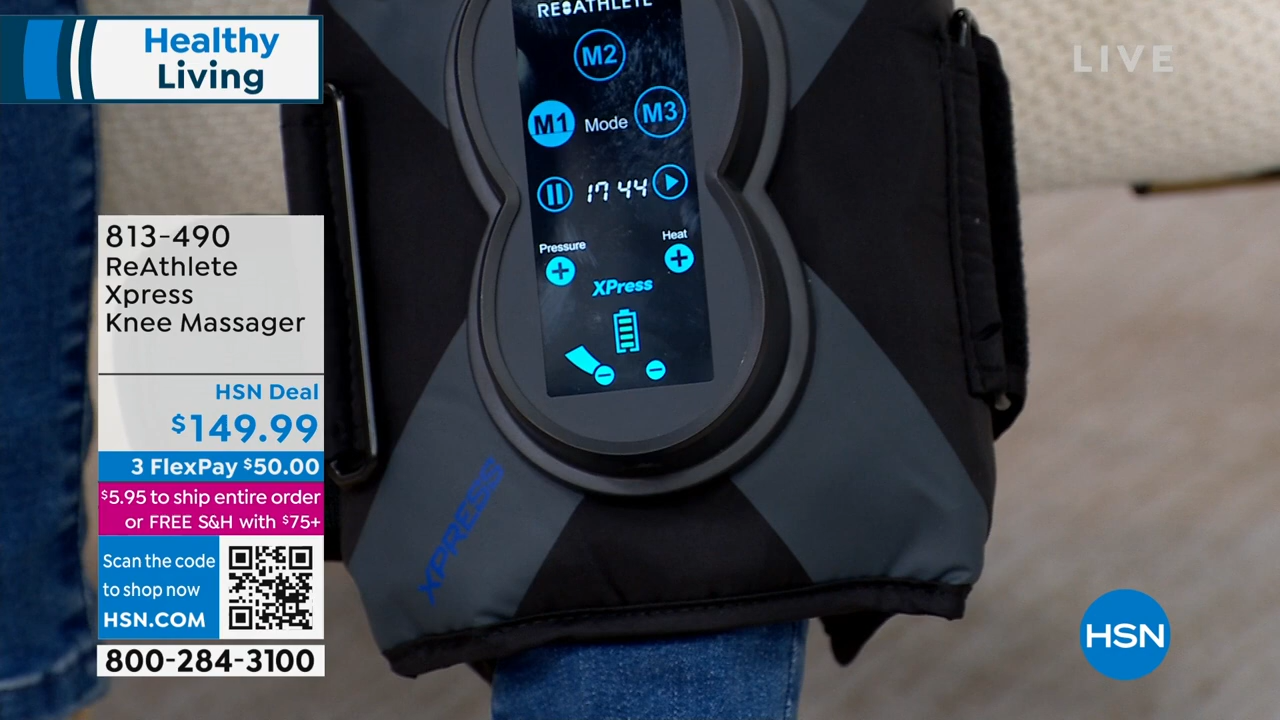 Healthy
Living
LIVE
813-490
ReAthlete
Xpress
Knee Massager
HSN Deal
$149.99
3 FlexPay $50.00
$5.95 to ship entire order
or FREE S&H with $75+
Scan the code
to shop now
HSN.COM
800-284-3100
REATHLETE
M2
M1 Mode M3
17 44
Pressure
Heat
XPress
XPRESS
HSN